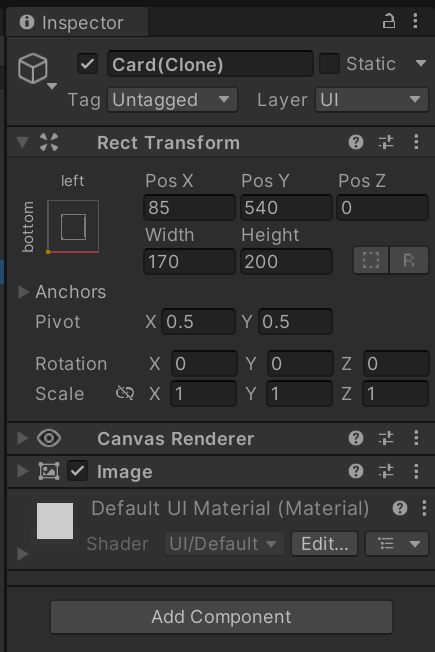 Inspector
Card(Clone)
Static
Tag Untagged Layer UI
Rect Transform
left
bottom
Pos X Pos Y Pos Z
85 540 0
Width Height
170 200
R
Anchors
Pivot X 0.5 Y 0.5
Rotation X 0 Y 0 Z 0
Scale X 1 Y 1 Z 1
Canvas Renderer
Image
Default UI Material (Material)
Shader UI/Default Edit...
Add Component